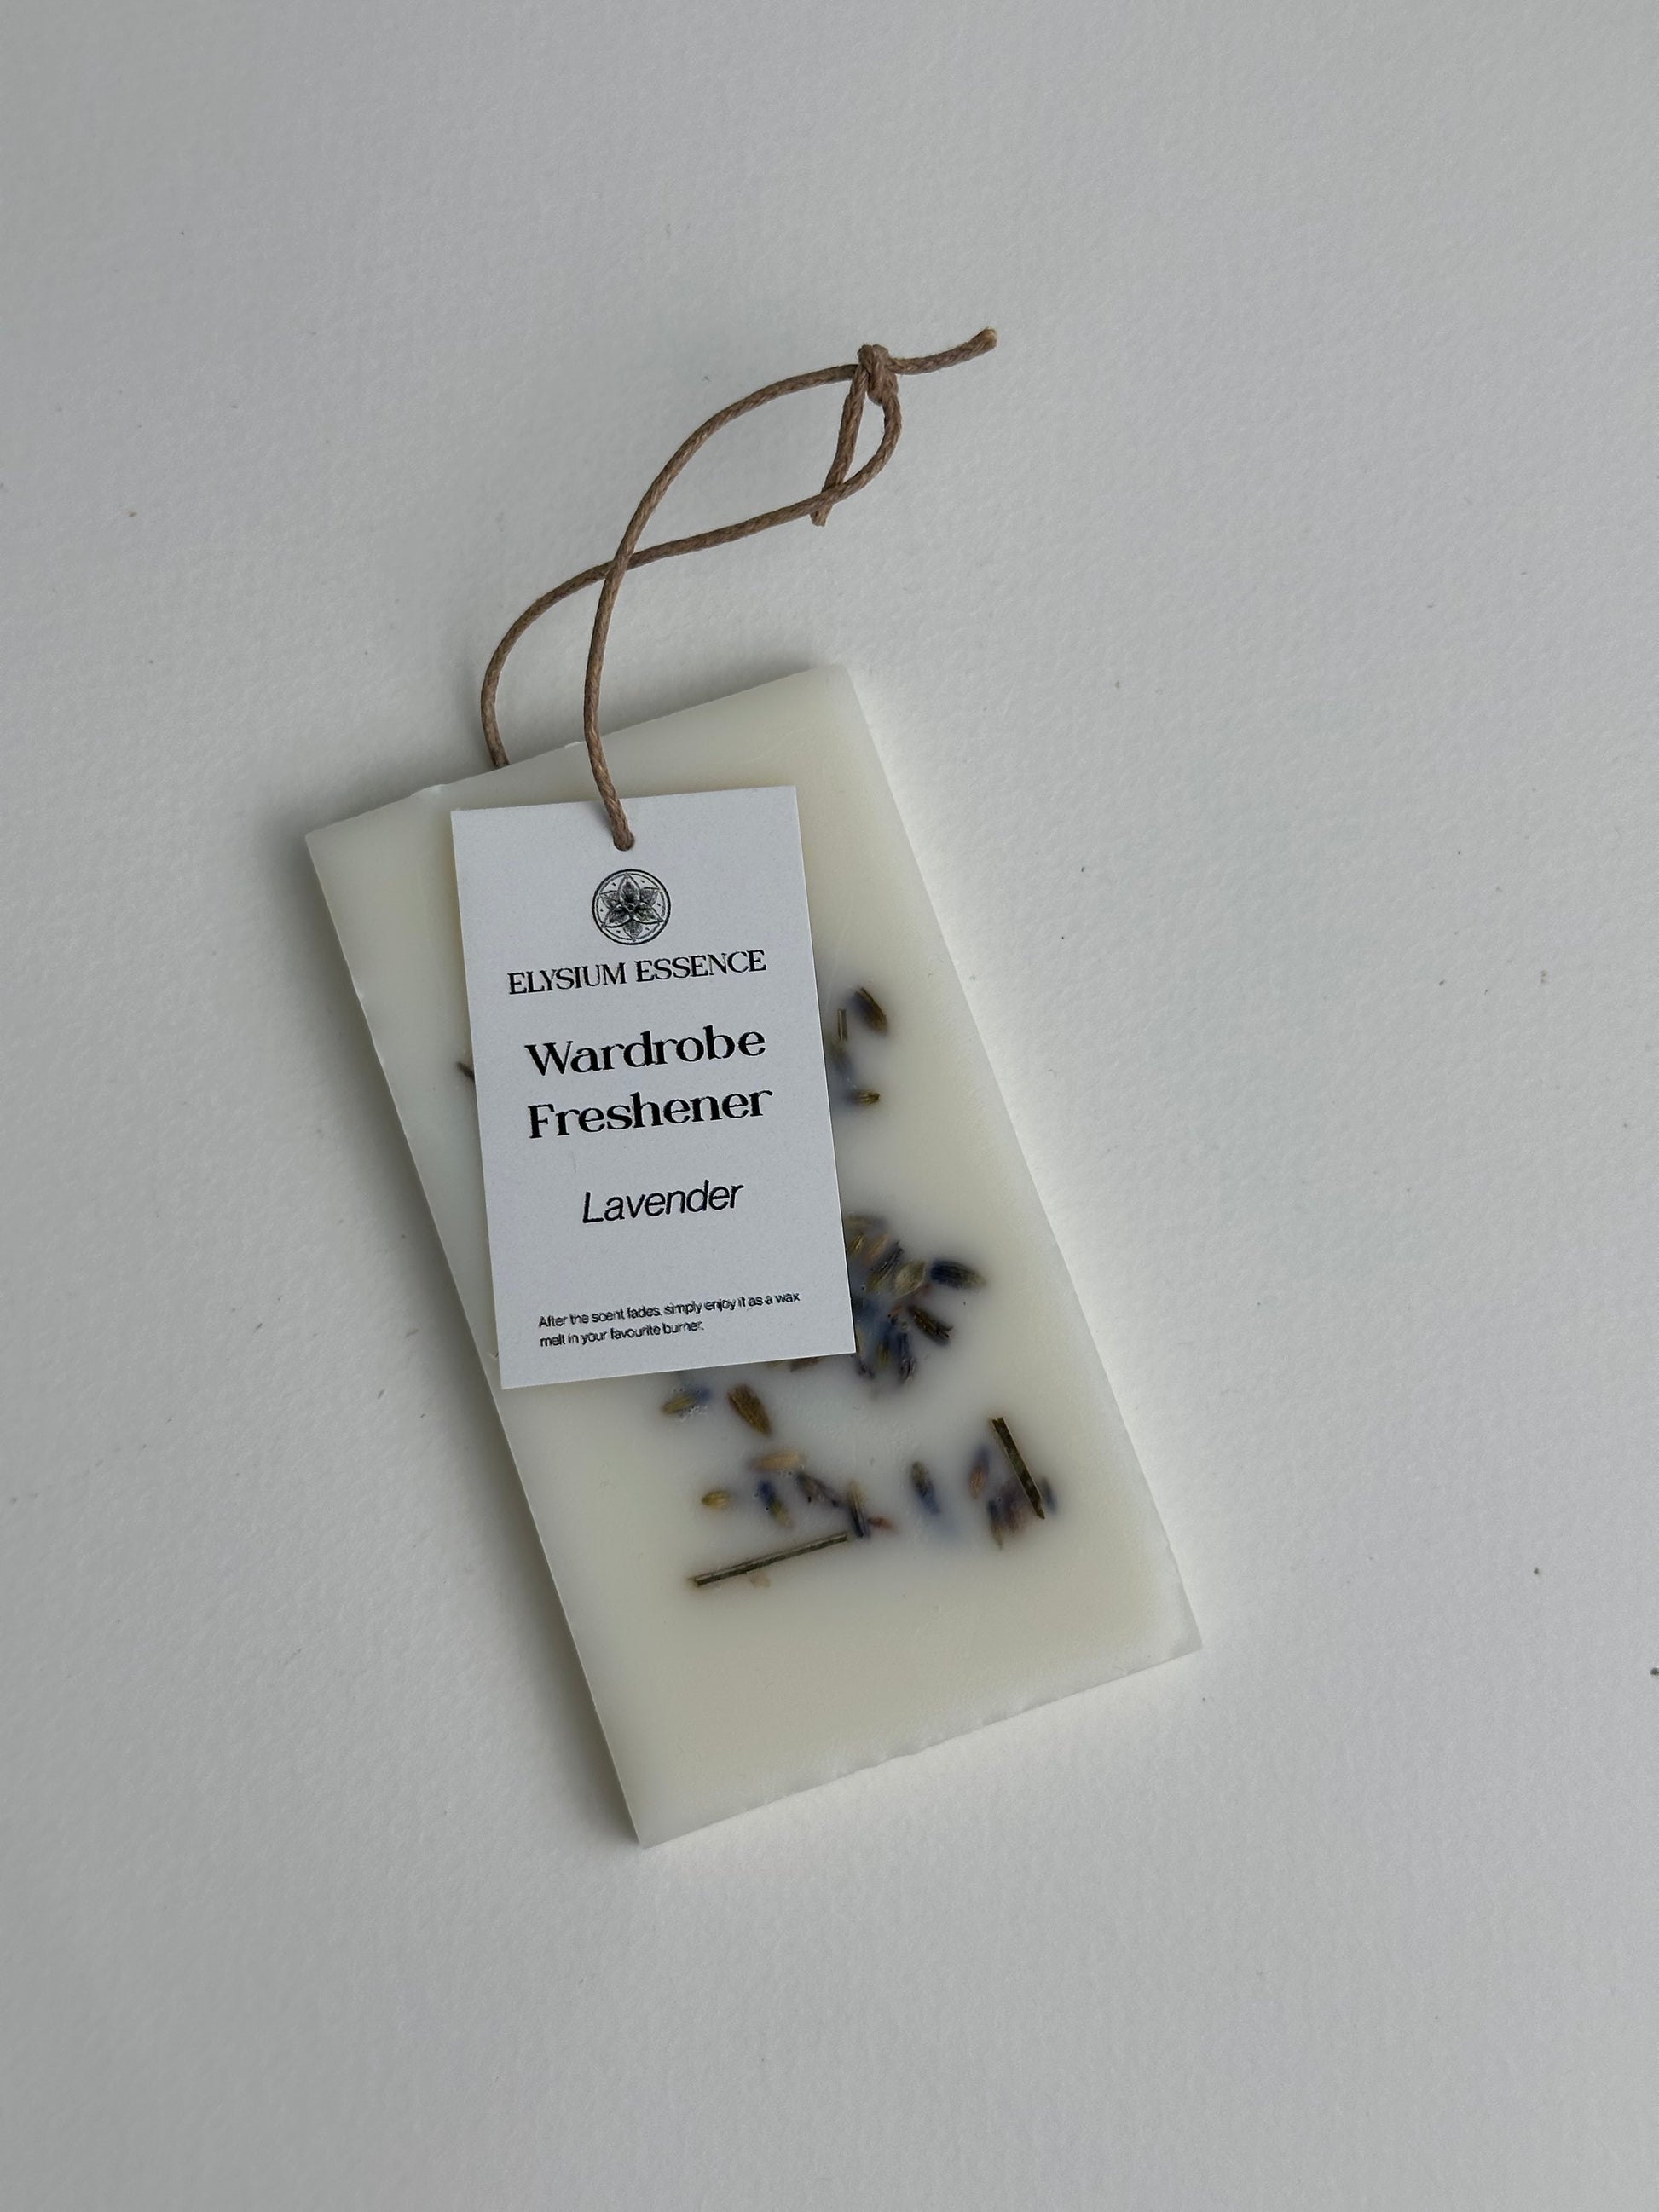 ELYSIUM ESSENCE
Wardrobe
Freshener
Lavender
After the scent fades, simply enjoy it as a wax
melt in your favourite burner.